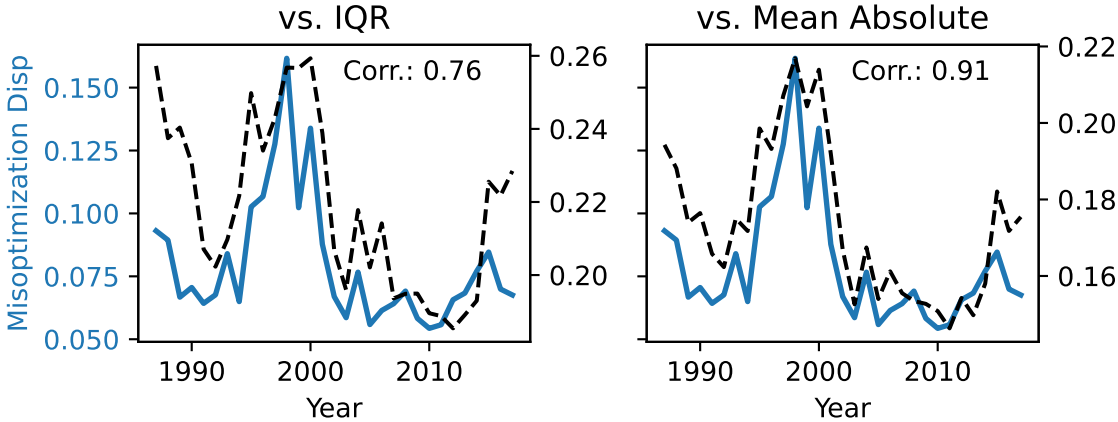 vs. IQR
Misoptimization Disp
0.150
0.125
0.100
0.075
0.050
Corr.: 0.76
0.26
0.24
0.22
0.20
1990 2000 2010
Year
vs. Mean Absolute
Corr.: 0.91
0.22
0.20
0.18
0.16
1990 2000 2010
Year